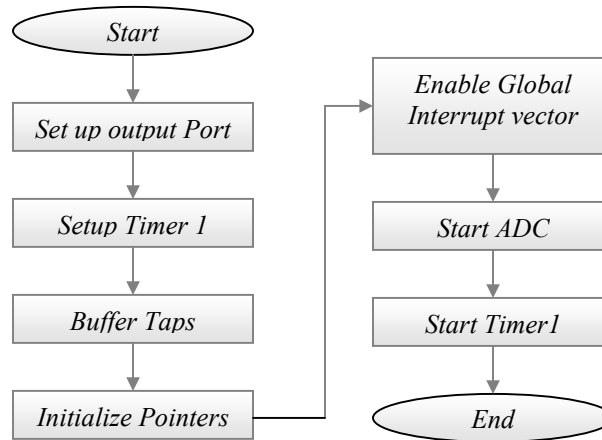 Start
Set up output Port
Setup Timer 1
Buffer Taps
Initialize Pointers
Enable Global
Interrupt vector
Start ADC
Start Timer1
End